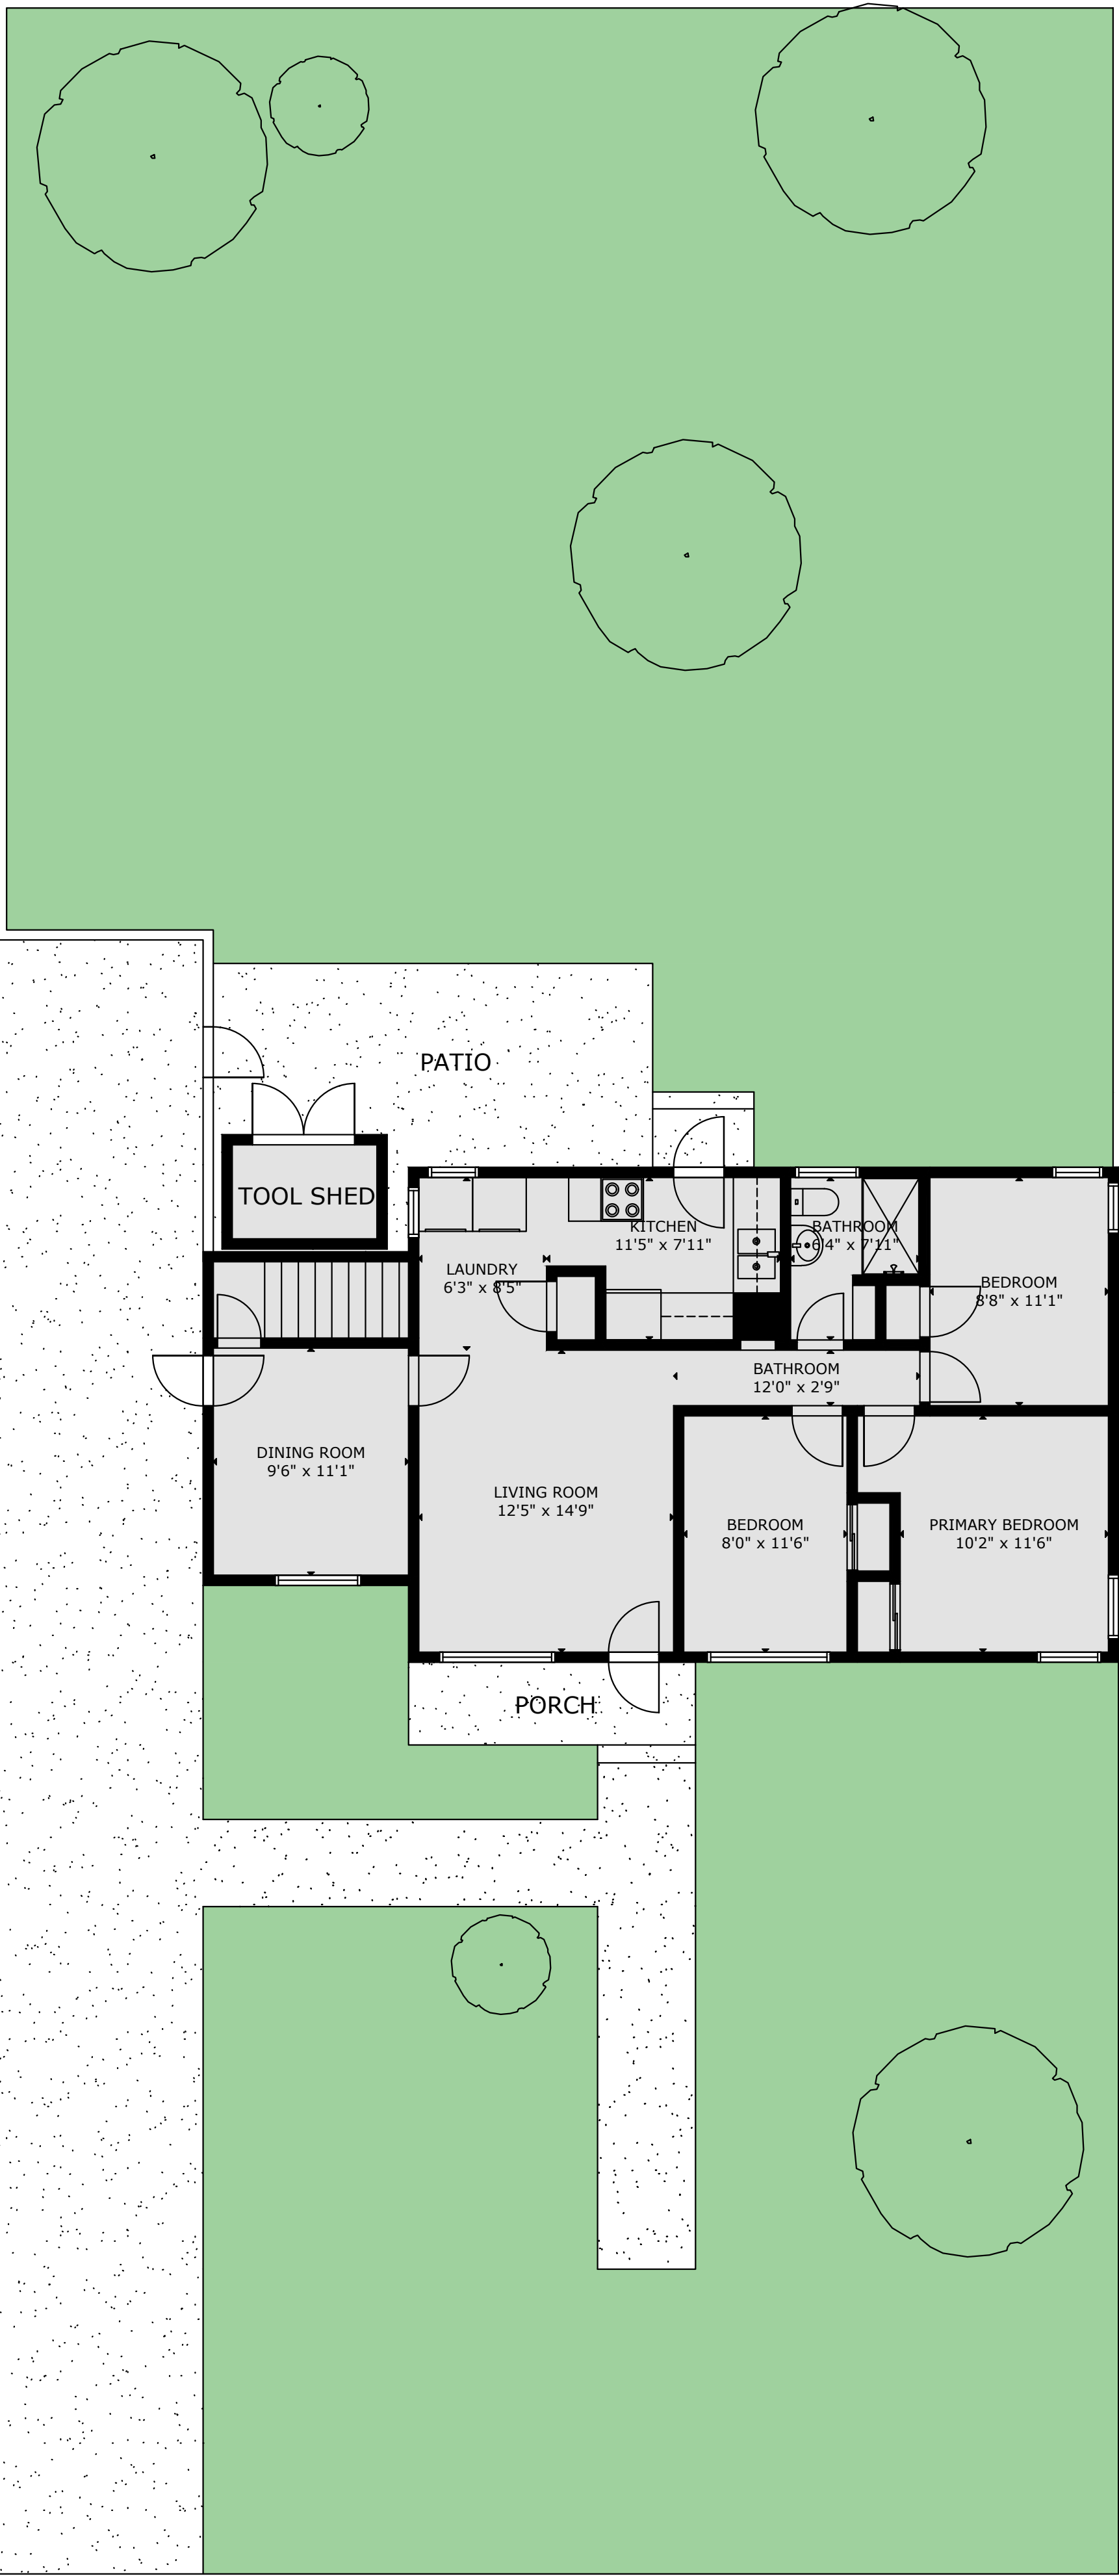 PATIO
TOOL SHED
KITCHEN
11'5" x 7'11"
BATHROOM
6'4" x 7'11"
LAUNDRY
6'3" x 8'5"
BEDROOM
8'8" x 11'1"
BATHROOM
12'0" x 2'9"
DINING ROOM
9'6" x 11'1"
LIVING ROOM
12'5" x 14'9"
BEDROOM
8'0" x 11'6"
PRIMARY BEDROOM
10'2" x 11'6"
PORCH